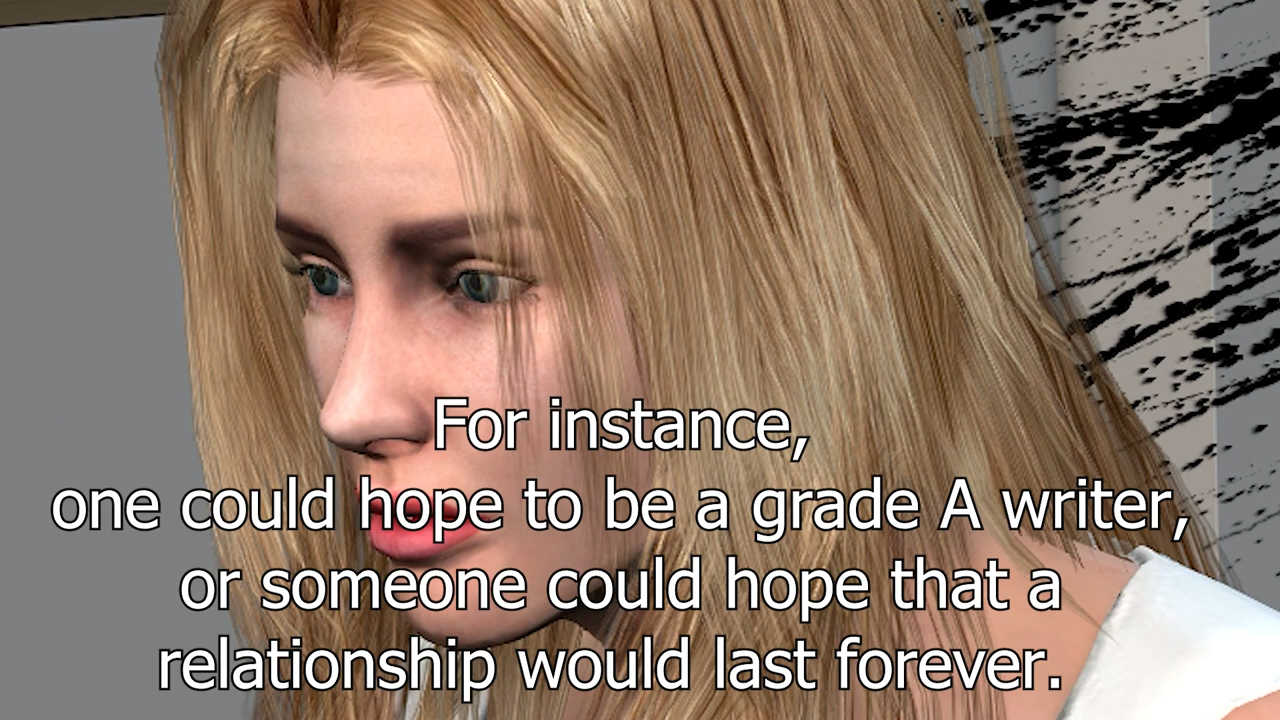 For instance,
one could hope to be a grade A writer,
or someone could hope that a
relationship would last forever.